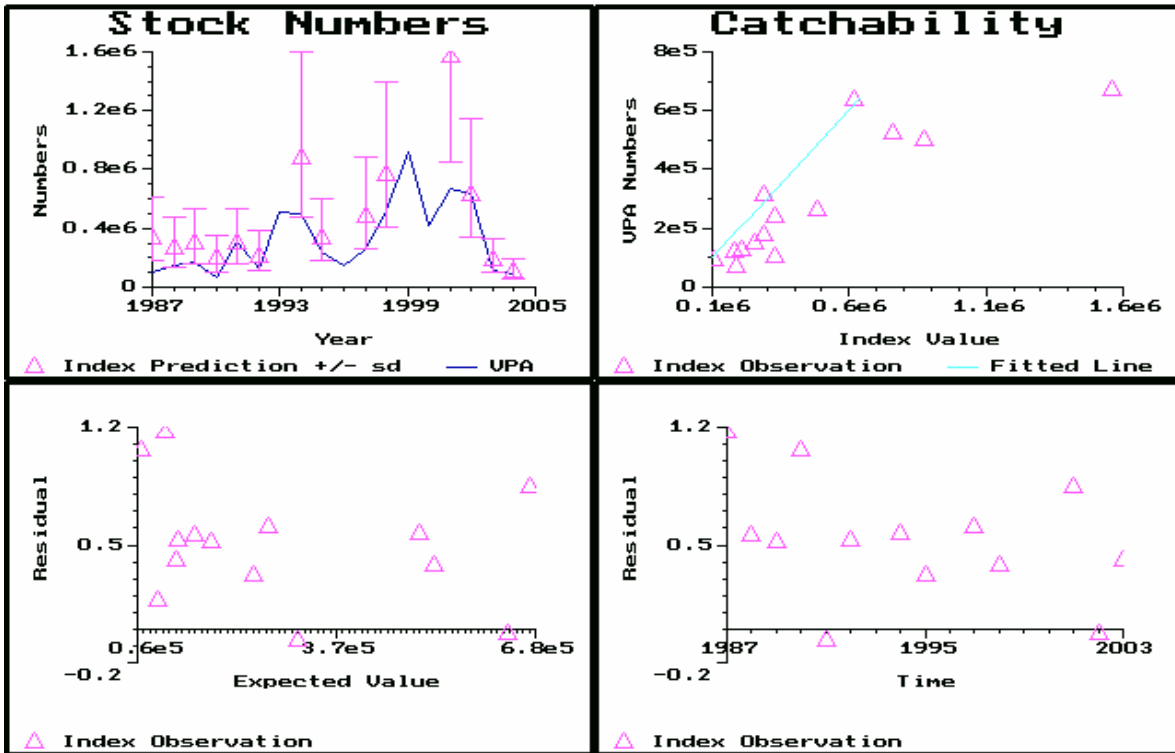 Stock Numbers
1.6e6
1.2e6
0.8e6
0.4e6
0
Numbers
1987 1993 1999 2005
Year
Index Prediction +/- sd VPA
Catchability
8e5
6e5
4e5
2e5
0
VPA Numbers
0.1e6 0.6e6 1.1e6 1.6e6
Index Value
Index Observation Fitted Line
1.2
0.5
-0.2
Residual
0.6e5 3.7e5 6.8e5
Expected Value
Index Observation
1.2
0.5
-0.2
Residual
1987 1995 2003
Time
Index Observation